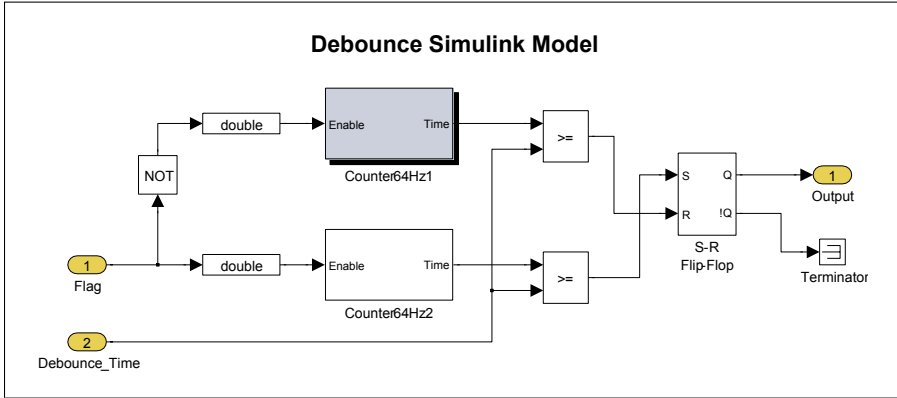 Debounce Simulink Model
double
Enable
Time
>=
Counter64Hz1
NOT
S
Q
1
R
!Q
Output
S-R
Flip-Flop
1
double
Enable
Time
>=
Terminator
Flag
Counter64Hz2
2
Debounce_Time